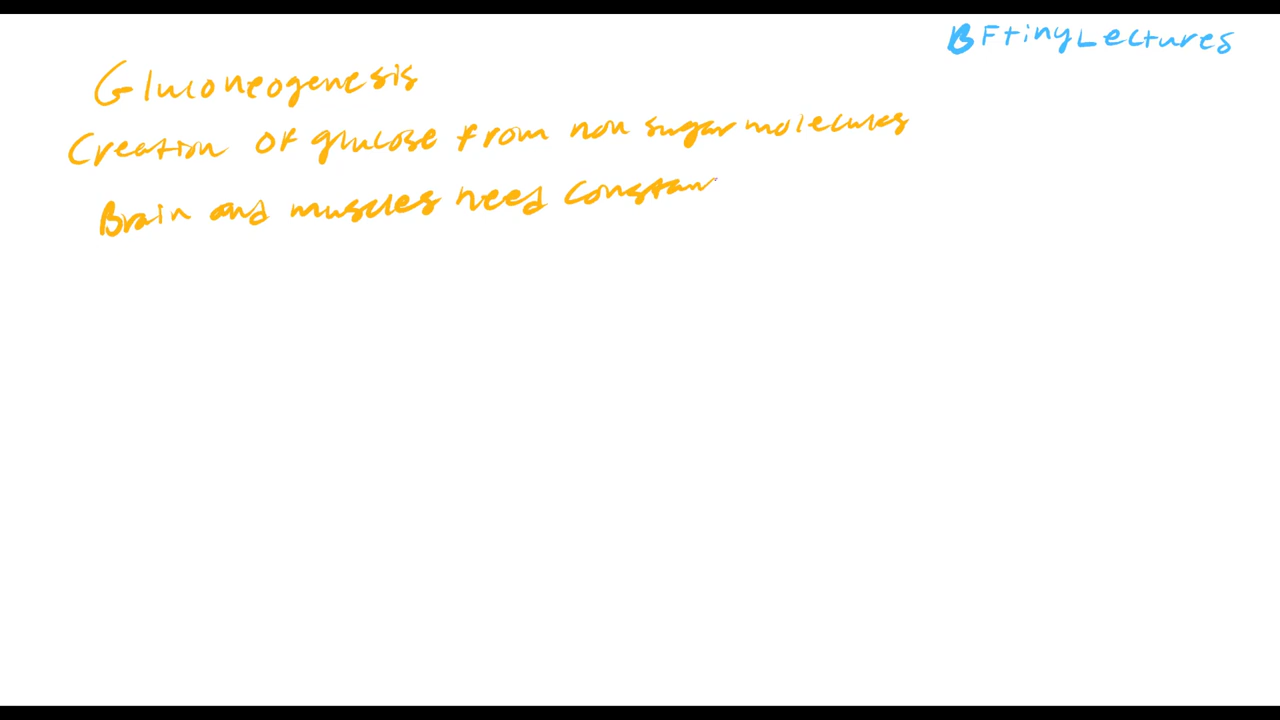 BFtinyLectures
Gluconeogenesis
Creation of glucose from non sugar molecules
Brain and muscles need constan